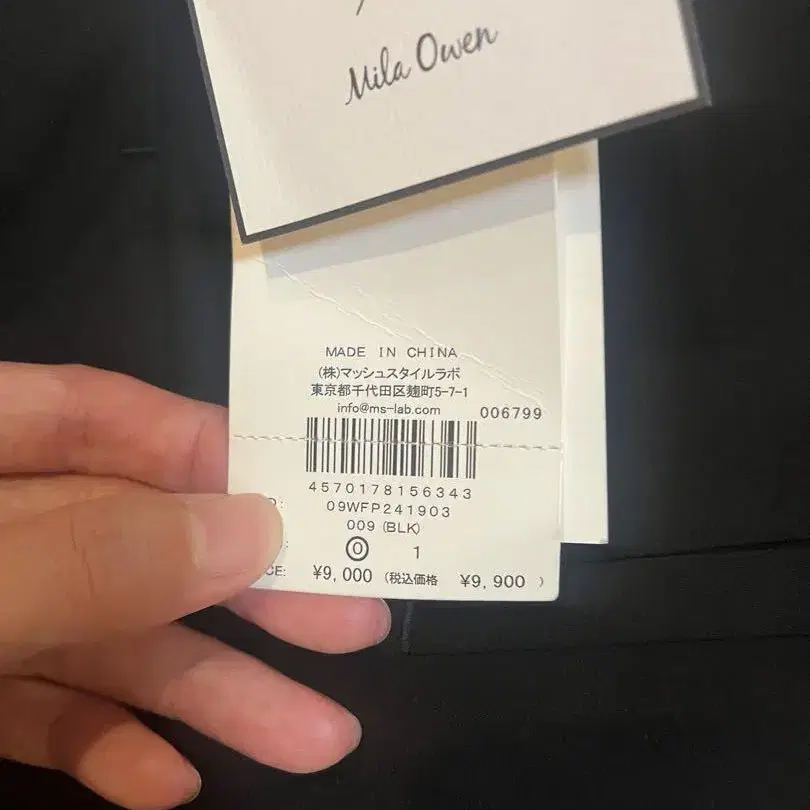 Mila Owen
MADE IN CHINA
(株)マッシュスタイルラボ
東京都千代田区麹町5-7-1
info@ms-lab.com 006799
4570178156343
09WFP241903
009 (BLK)
⓪ 1
¥9,000 (税込価格 ¥9,900 )